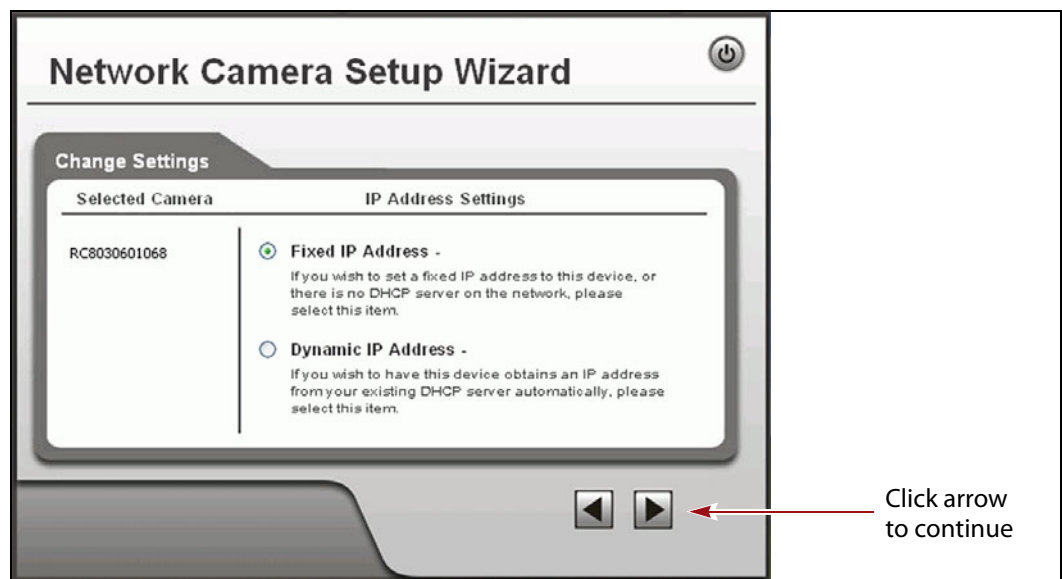 Network Camera Setup Wizard
Change Settings
Selected Camera
IP Address Settings
RC8030601068
Fixed IP Address -
If you wish to set a fixed IP address to this device, or
there is no DHCP server on the network, please
select this item.
Dynamic IP Address -
If you wish to have this device obtains an IP address
from your existing DHCP server automatically, please
select this item.
Click arrow
to continue